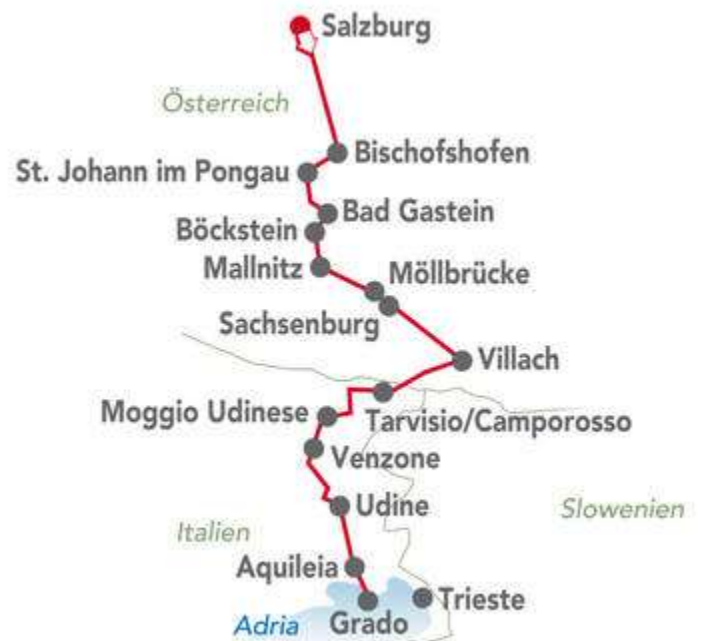 Salzburg
Österreich
Bischofshofen
St. Johann im Pongau
Bad Gastein
Böckstein
Mallnitz
Möllbrücke
Sachsenburg
Villach
Moggio Udinese
Tarvisio/Camporosso
Venzone
Udine
Slowenien
Italien
Aquileia
Trieste
Grado
Adria